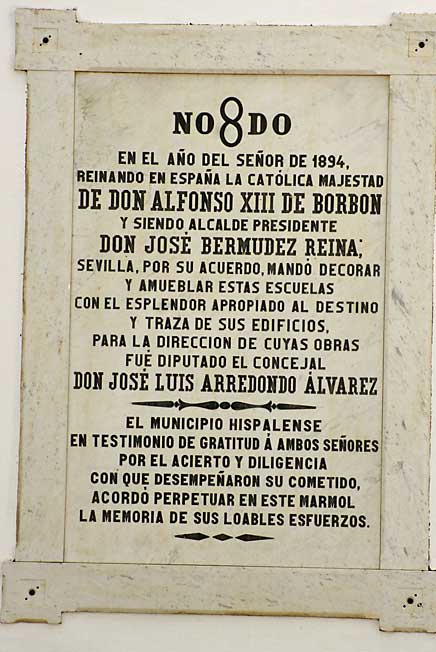 NO8DO
EN EL AÑO DEL SEÑOR DE 1894,
REINANDO EN ESPAÑA LA CATÓLICA MAJESTAD
DE DON ALFONSO XIII DE BORBON
Y SIENDO ALCALDE PRESIDENTE
DON JOSÉ BERMUDEZ REINA;
SEVILLA, POR SU ACUERDO, MANDÓ DECORAR
Y AMUEBLAR ESTAS ESCUELAS
CON EL ESPLENDOR APROPIADO AL DESTINO
Y TRAZA DE SUS EDIFICIOS,
PARA LA DIRECCION DE CUYAS OBRAS
FUÉ DIPUTADO EL CONCEJAL
DON JOSÉ LUIS ARREDONDO ÁLVAREZ
EL MUNICIPIO HISPALENSE
EN TESTIMONIO DE GRATITUD Á AMBOS SEÑORES
POR EL ACIERTO Y DILIGENCIA
CON QUE DESEMPEÑARON SU COMETIDO,
ACORDÓ PERPETUAR EN ESTE MARMOL
LA MEMORIA DE SUS LOABLES ESFUERZOS.